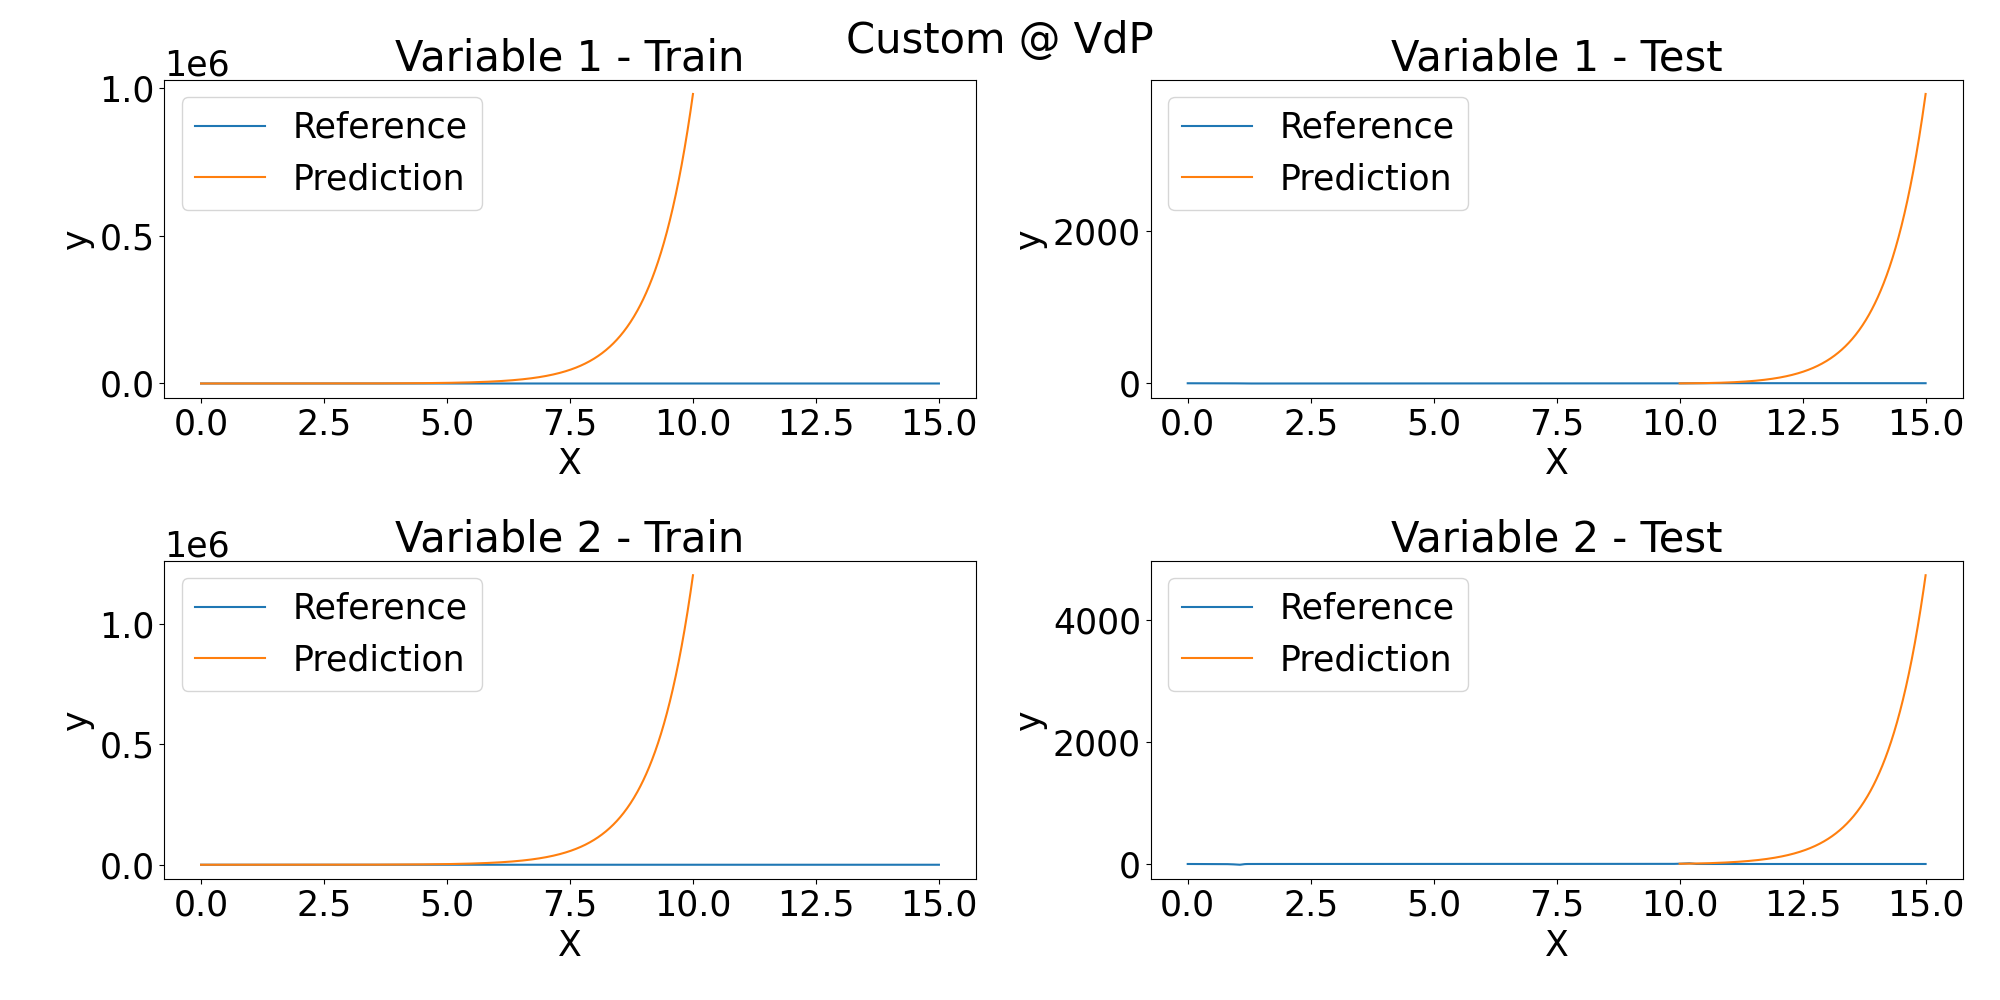 Custom @ VdP
Variable 1 - Train
1e6
1.0
0.5
0.0
y
Reference
Prediction
0.0 2.5 5.0 7.5 10.0 12.5 15.0
X
Variable 1 - Test
2000
0
y
Reference
Prediction
0.0 2.5 5.0 7.5 10.0 12.5 15.0
X
Variable 2 - Train
1e6
1.0
0.5
0.0
y
Reference
Prediction
0.0 2.5 5.0 7.5 10.0 12.5 15.0
X
Variable 2 - Test
4000
2000
0
y
Reference
Prediction
0.0 2.5 5.0 7.5 10.0 12.5 15.0
X